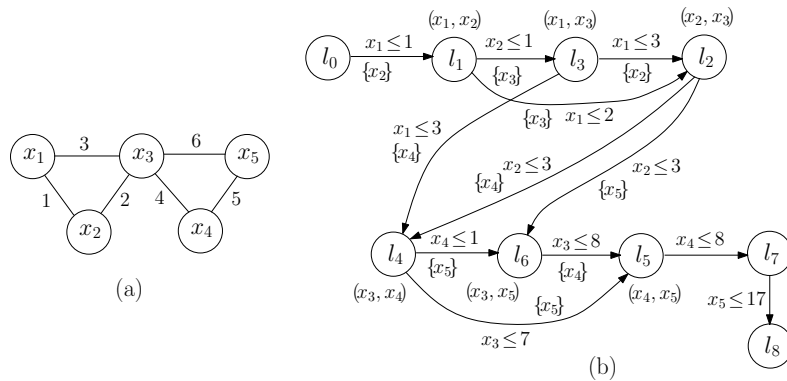 (x₁, x₂) (x₁, x₃) (x₂, x₃)
x₁ ≤ 1 x₂ ≤ 1 x₁ ≤ 3
l₀ l₁ l₃ l₂
{x₂} {x₃} {x₂}
{x₃} x₁ ≤ 2
x₁ ≤ 3
{x₄}
x₂ ≤ 3
{x₄}
x₂ ≤ 3
{x₅}
3 6
x₁ x₃ x₅
1 2 4 5
x₂ x₄
(a)
x₄ ≤ 1 x₃ ≤ 8 x₄ ≤ 8
l₄ l₆ l₅ l₇
{x₅} {x₄}
(x₃, x₄) (x₃, x₅) {x₅} (x₄, x₅)
x₅ ≤ 17
x₃ ≤ 7
l₈
(b)